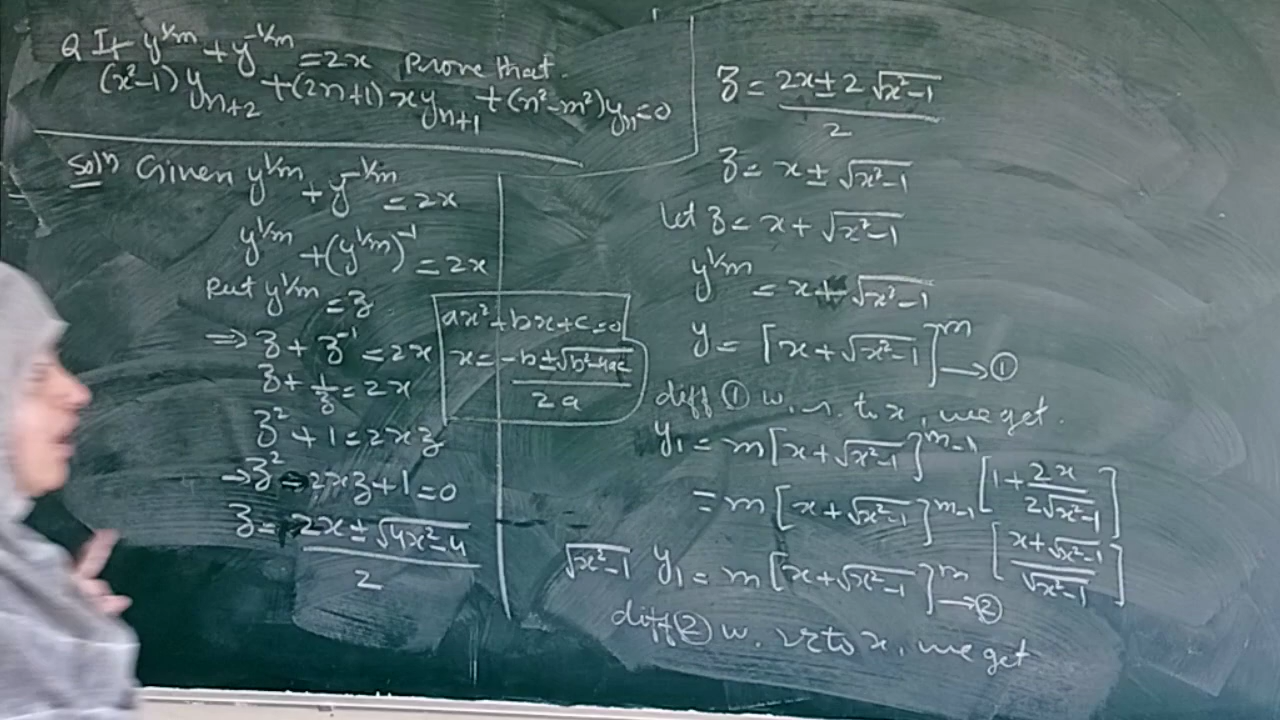 Q If y^{1/m} + y^{-1/m} = 2x Prove that.
(x²-1) y_{n+2} + (2n+1) x y_{n+1} + (n²-m²) y_n = 0
Solⁿ Given y^{1/m} + y^{-1/m} = 2x
y^{1/m} + (y^{1/m})^{-1} = 2x
Put y^{1/m} = z
⇒ z + z^{-1} = 2x
z + 1/z = 2x
z² + 1 = 2xz
⇒ z² - 2xz + 1 = 0
z = (2x ± √(4x²-4))/2
ax² + bx + c = 0
x = (-b ± √(b²-4ac))/2a
z = (2x ± 2√(x²-1))/2
z = x ± √(x²-1)
let z = x + √(x²-1)
y^{1/m} = x + √(x²-1)
y = [x + √(x²-1)]^m → ①
diff ① w.r. to x, we get.
y₁ = m[x + √(x²-1)]^{m-1} [1 + 2x/(2√(x²-1))]
= m[x + √(x²-1)]^{m-1} [(x + √(x²-1))/√(x²-1)]
√(x²-1) y₁ = m[x + √(x²-1)]^m → ②
diff ② w. r to x, we get